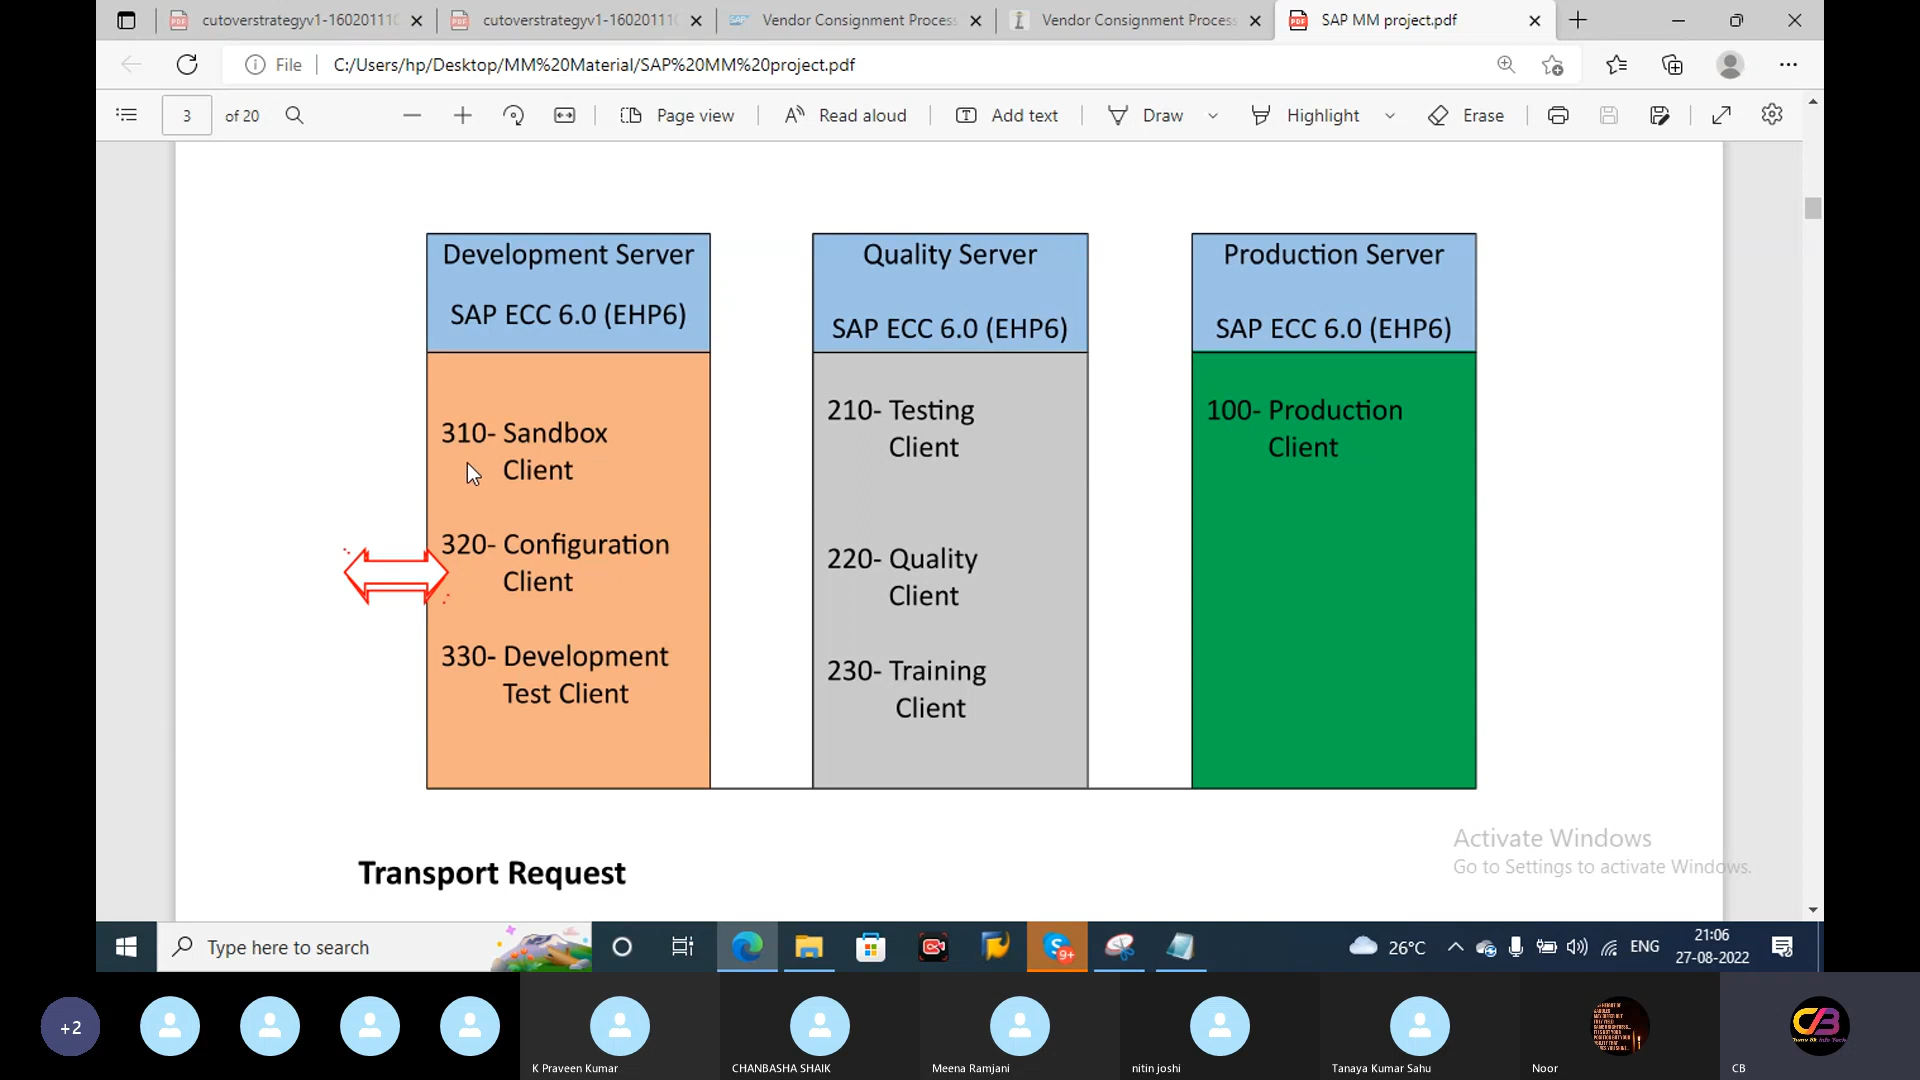 cutoverstrategyv1-16020111
cutoverstrategyv1-16020111
Vendor Consignment Process
Vendor Consignment Process
SAP MM project.pdf
File
C:/Users/hp/Desktop/MM%20Material/SAP%20MM%20project.pdf
3 of 20
Page view
Read aloud
Add text
Draw
Highlight
Erase
Development Server
SAP ECC 6.0 (EHP6)
310- Sandbox
Client
320- Configuration
Client
330- Development
Test Client
Quality Server
SAP ECC 6.0 (EHP6)
210- Testing
Client
220- Quality
Client
230- Training
Client
Production Server
SAP ECC 6.0 (EHP6)
100- Production
Client
Transport Request
Activate Windows
Go to Settings to activate Windows.
Type here to search
9+
26°C
ENG
21:06
27-08-2022
+2
K Praveen Kumar
CHANBASHA SHAIK
Meena Ramjani
nitin joshi
Tanaya Kumar Sahu
Noor
CB